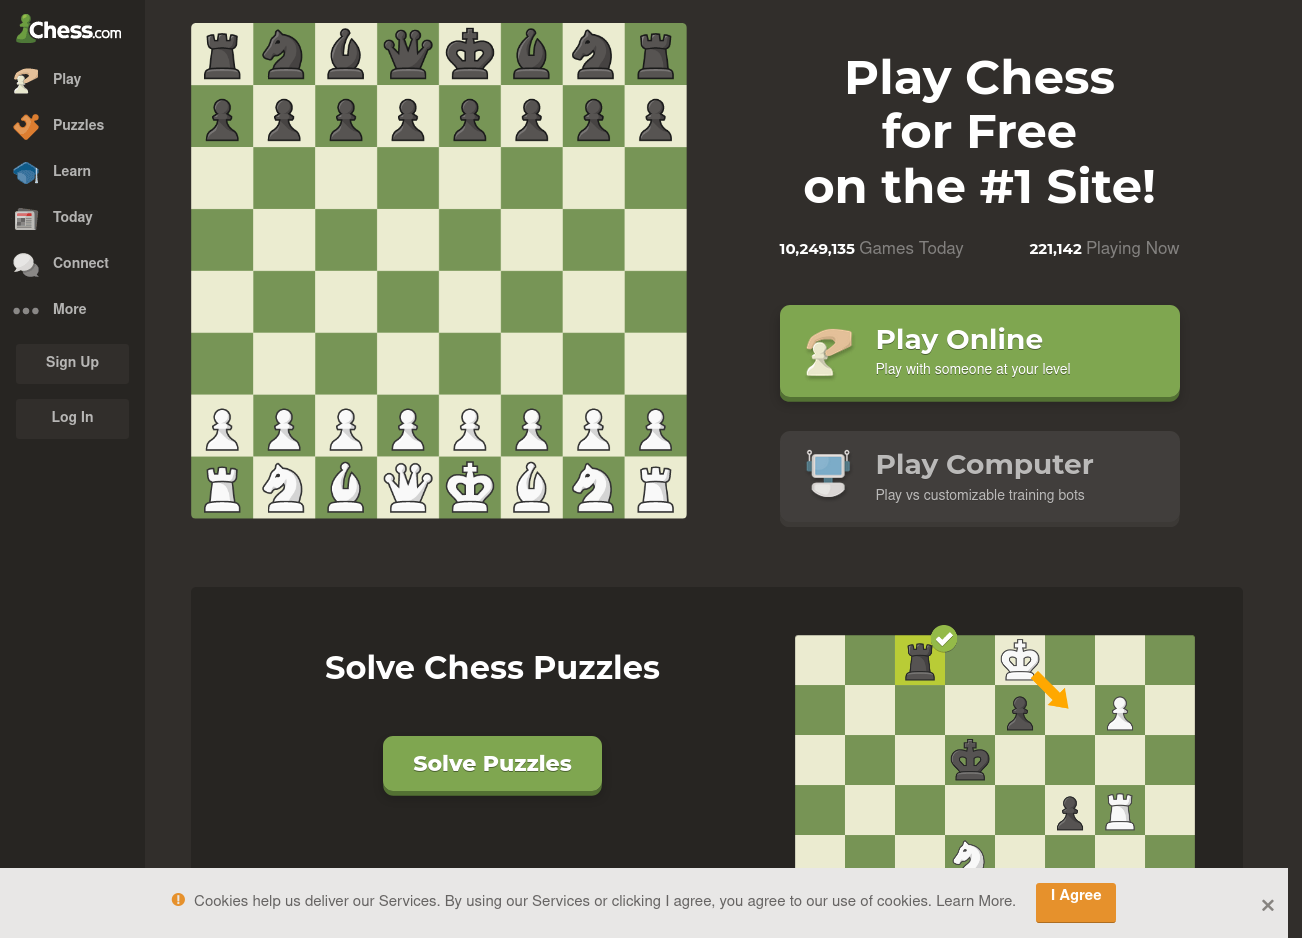 Chess.com
Play
Puzzles
Learn
Today
Connect
More
Sign Up
Log In
Play Chess
for Free
on the #1 Site!
10,249,135 Games Today
221,142 Playing Now
Play Online
Play with someone at your level
Play Computer
Play vs customizable training bots
Solve Chess Puzzles
Solve Puzzles
Cookies help us deliver our Services. By using our Services or clicking I agree, you agree to our use of cookies. Learn More.
I Agree